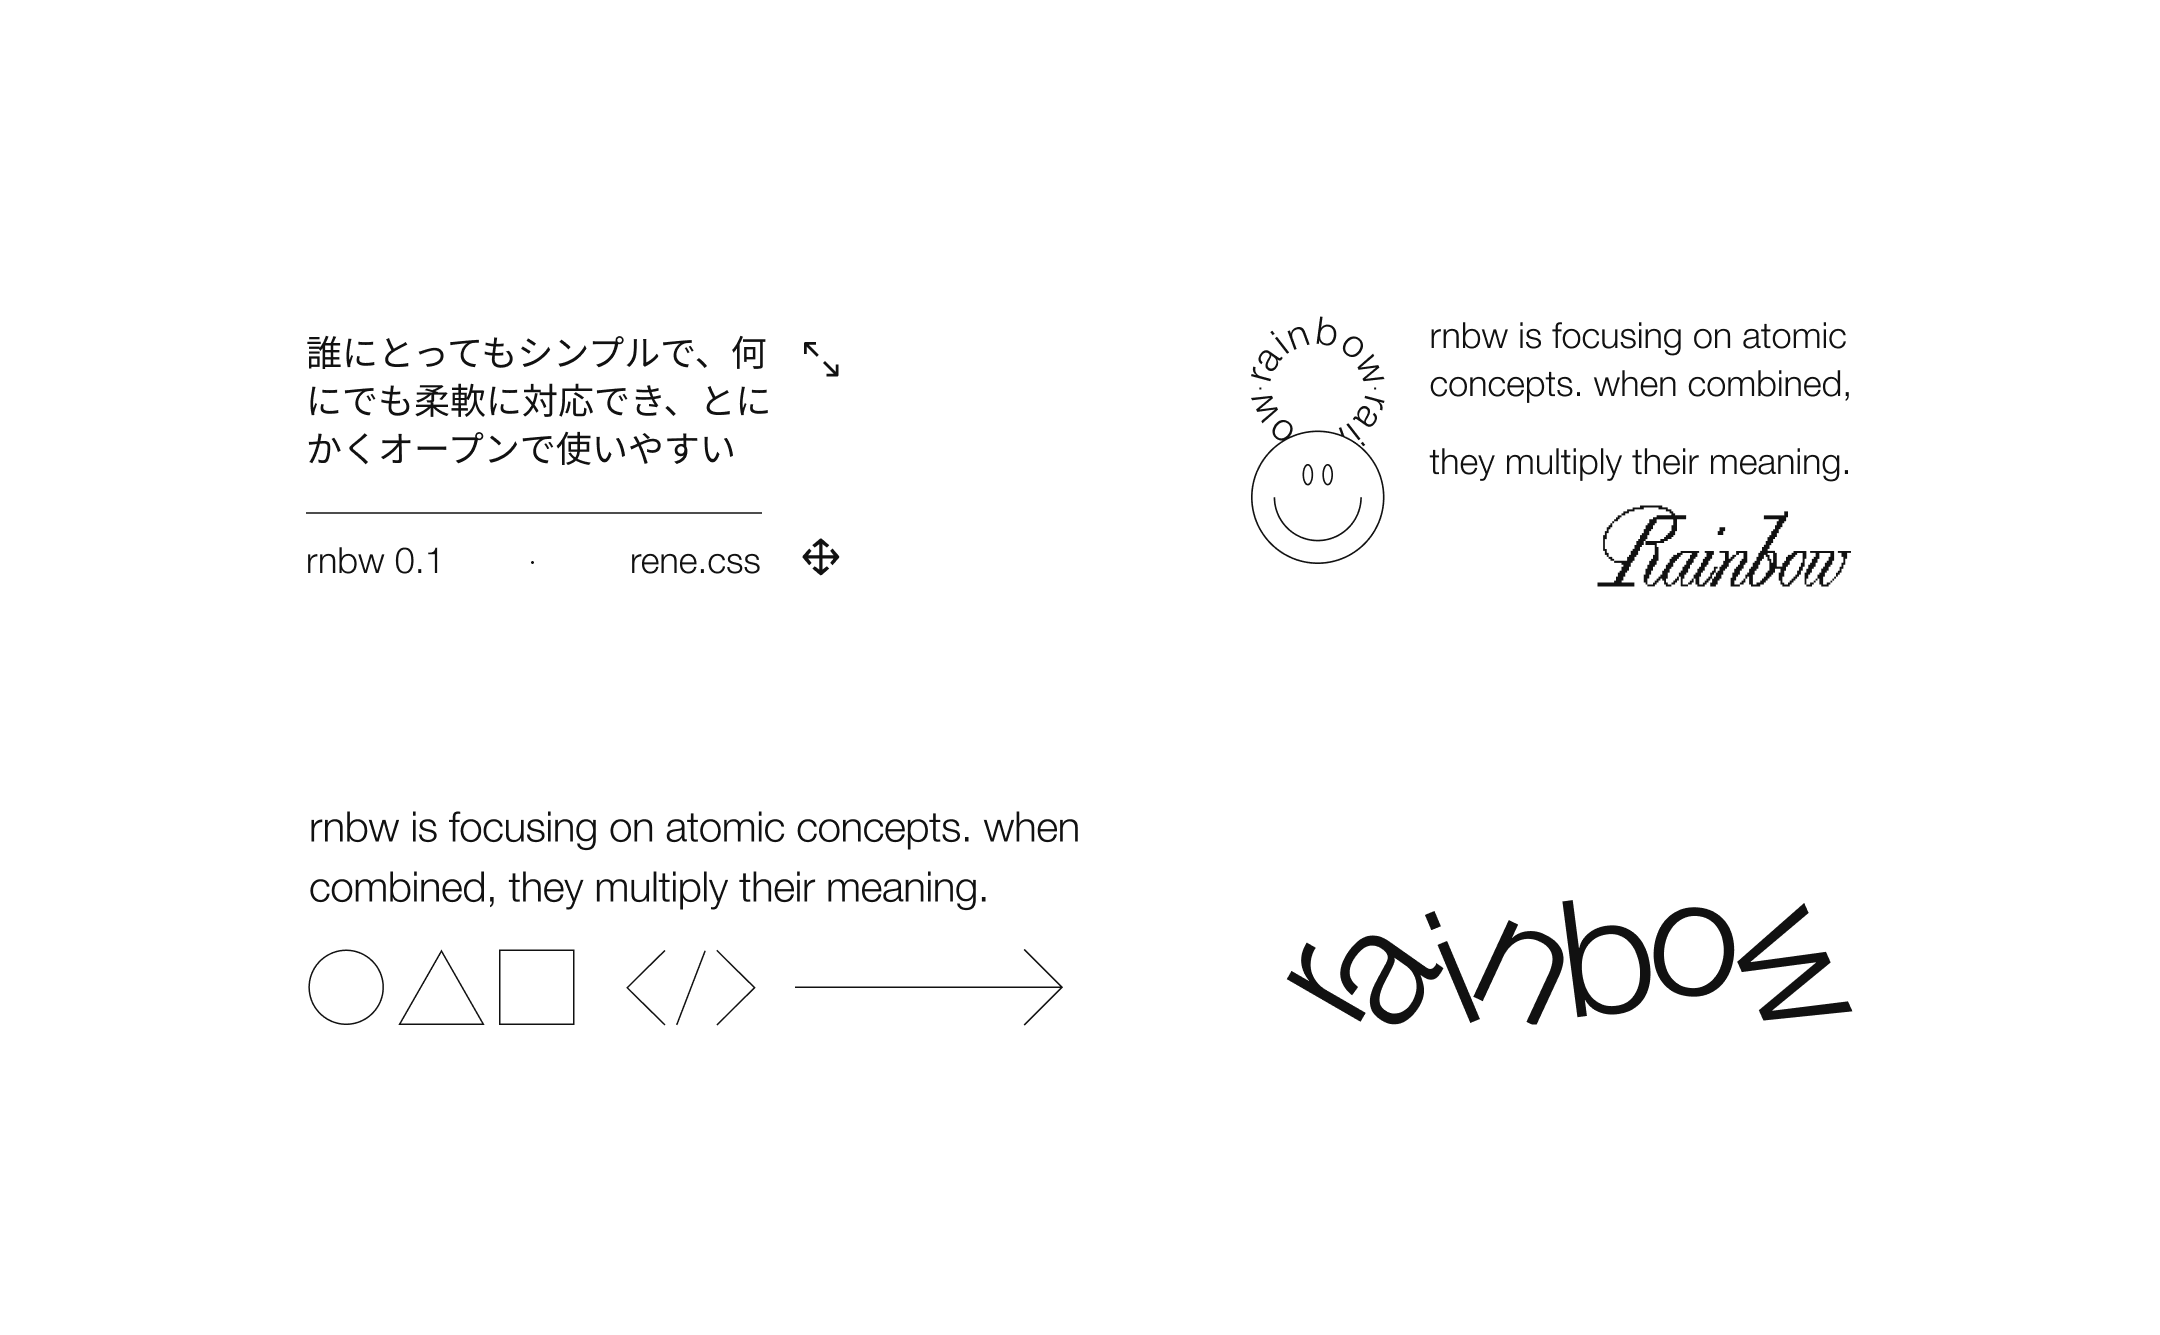 誰にとってもシンプルで、何
にでも柔軟に対応でき、とに
かくオープンで使いやすい
rnbw 0.1 · rene.css
rainbow·rai
ow·
rnbw is focusing on atomic
concepts. when combined,
they multiply their meaning.
Rainbow
rnbw is focusing on atomic concepts. when
combined, they multiply their meaning.
</>
rainbow